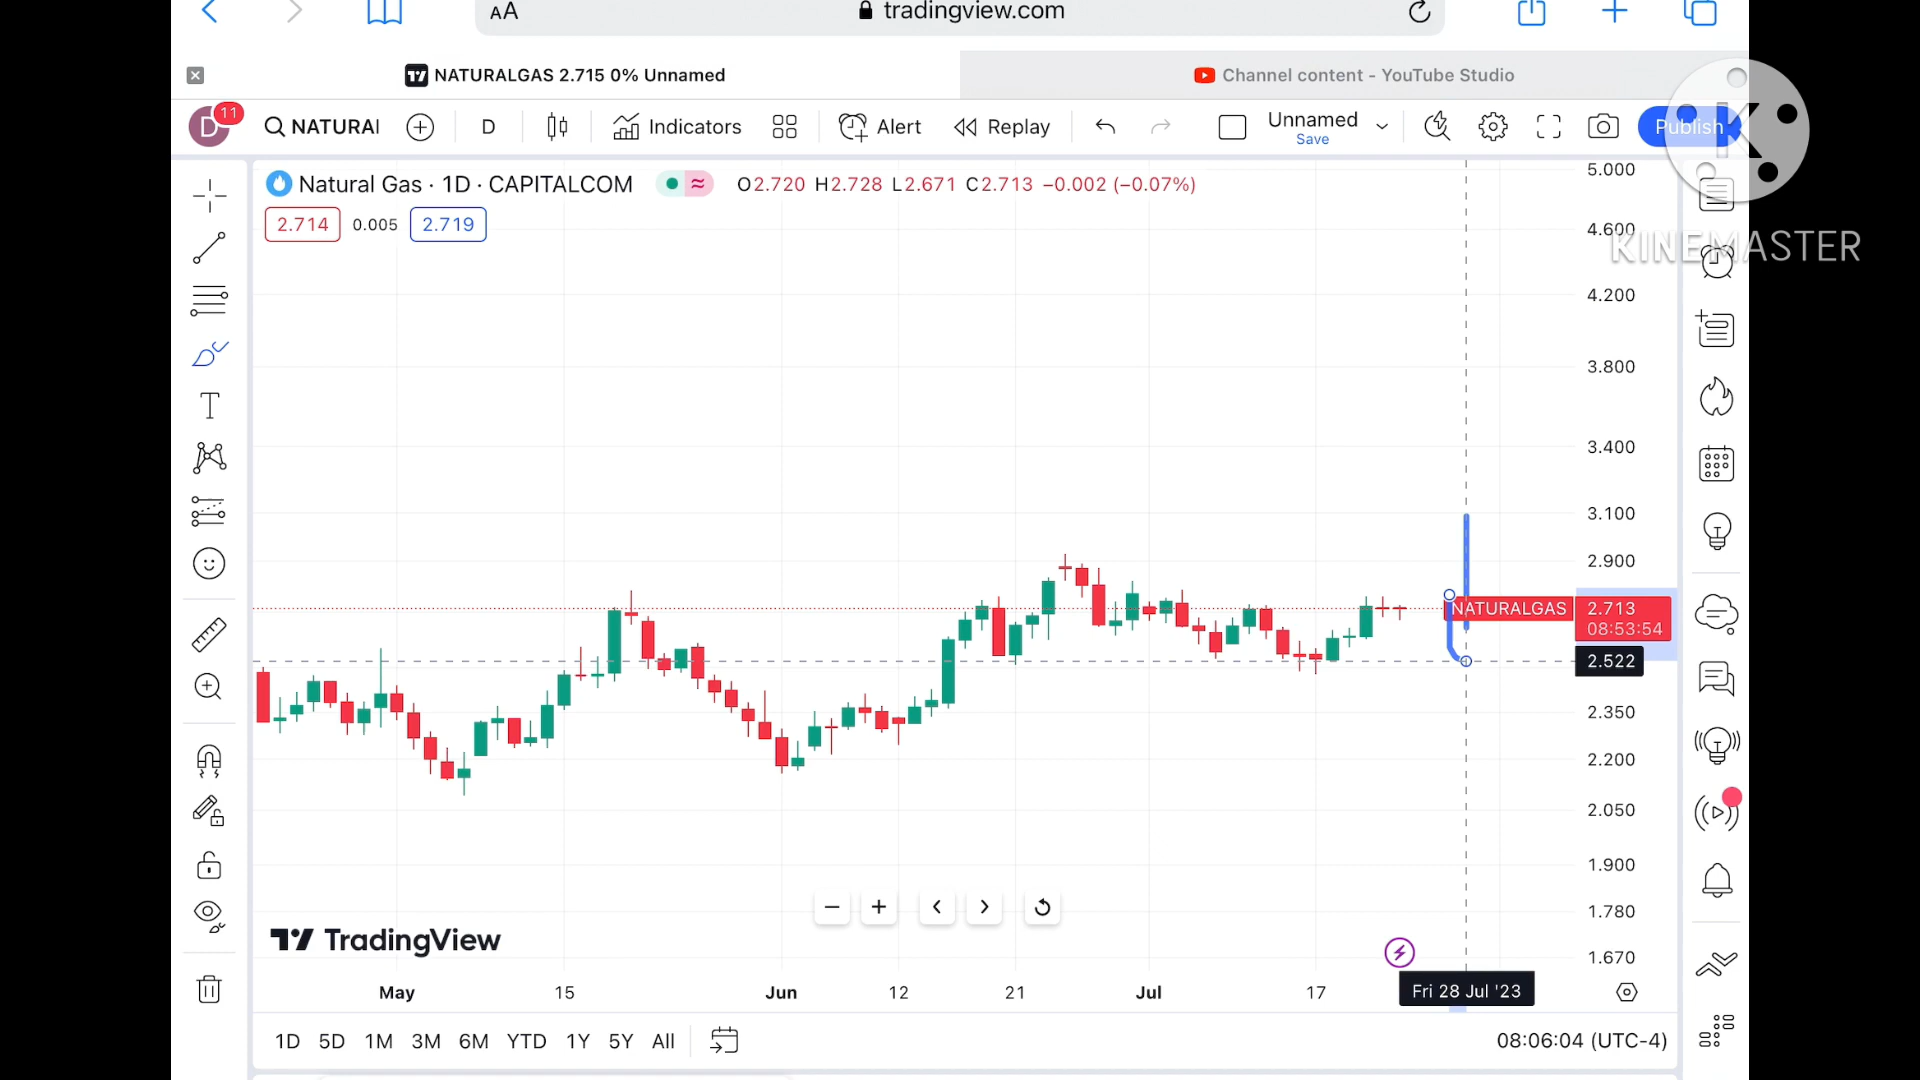 AA
tradingview.com
NATURALGAS 2.715 0% Unnamed
Channel content - YouTube Studio
D
11
NATURAI
D
Indicators
Alert
Replay
Unnamed
Save
Publish
K
KINEMASTER
Natural Gas · 1D · CAPITALCOM
O2.720 H2.728 L2.671 C2.713 −0.002 (−0.07%)
2.714
0.005
2.719
5.000
4.600
4.200
3.800
3.400
3.100
2.900
NATURALGAS
2.713
08:53:54
2.522
2.350
2.200
2.050
1.900
1.780
1.670
TradingView
May
15
Jun
12
21
Jul
17
Fri 28 Jul '23
1D
5D
1M
3M
6M
YTD
1Y
5Y
All
08:06:04 (UTC-4)